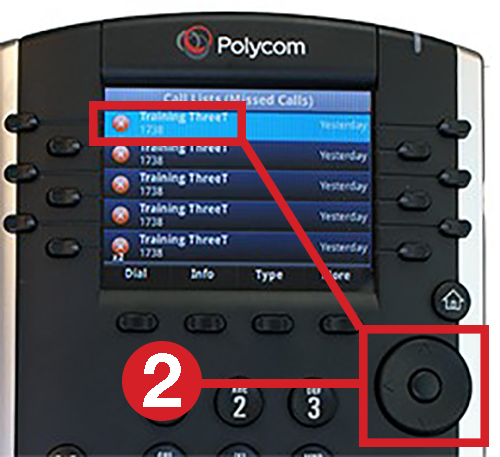 Polycom
Call Lists (Missed Calls)
Training ThreeT
1738
Yesterday
Training ThreeT
1738
Yesterday
Training ThreeT
1738
Yesterday
Training ThreeT
1738
Yesterday
Training ThreeT
1738
Yesterday
x2
Dial Info Type More
2
ABC
2
DEF
3